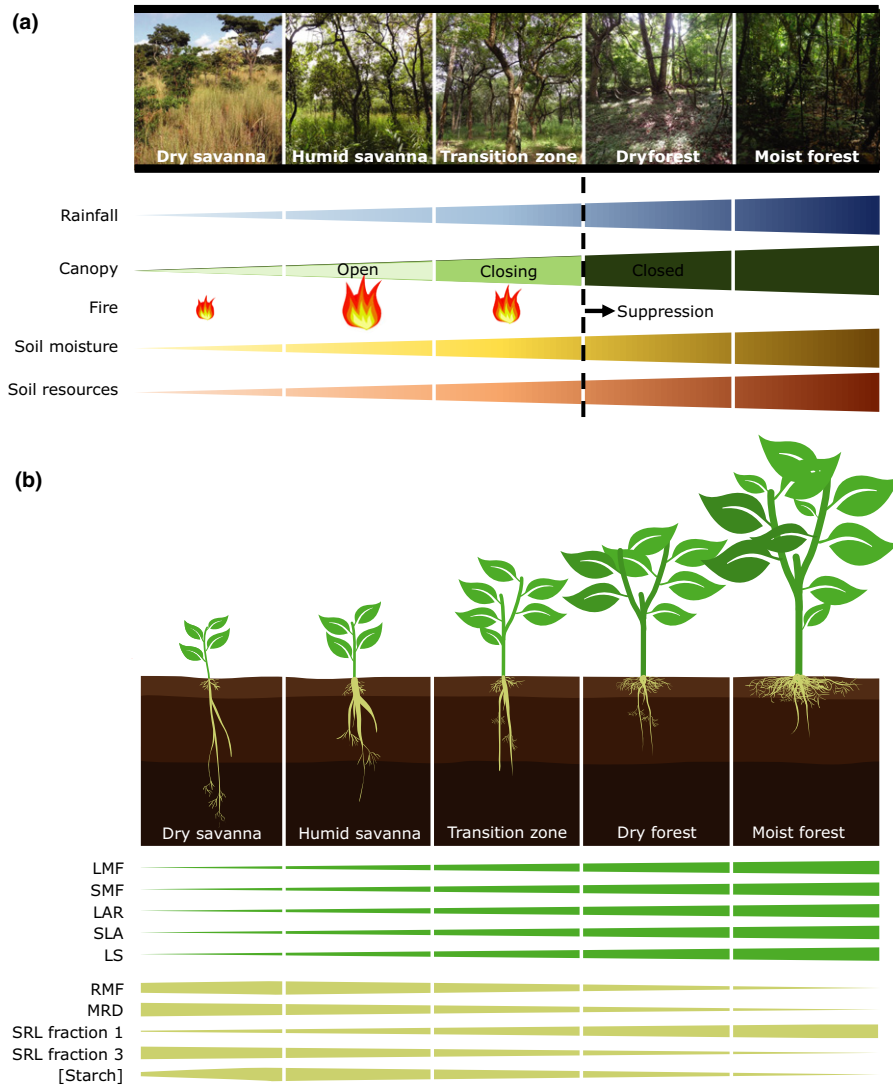 (a)
Dry savanna Humid savanna Transition zone Dryforest Moist forest
Rainfall
Canopy Open Closing Closed
Fire Suppression
Soil moisture
Soil resources
(b)
Dry savanna Humid savanna Transition zone Dry forest Moist forest
LMF
SMF
LAR
SLA
LS
RMF
MRD
SRL fraction 1
SRL fraction 3
[Starch]